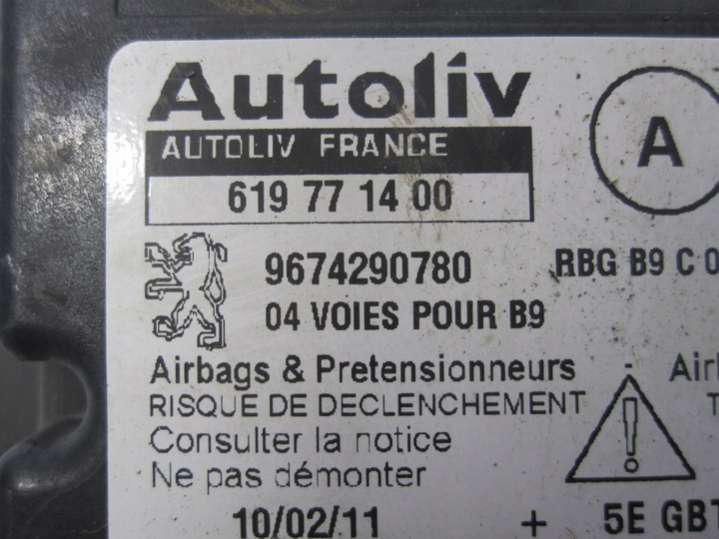 Autoliv
AUTOLIV FRANCE
A
619 77 14 00
9674290780 RBG B9 C 0
04 VOIES POUR B9
Airbags & Pretensionneurs
RISQUE DE DECLENCHEMENT
Consulter la notice
Ne pas démonter
10/02/11 + 5E GBT